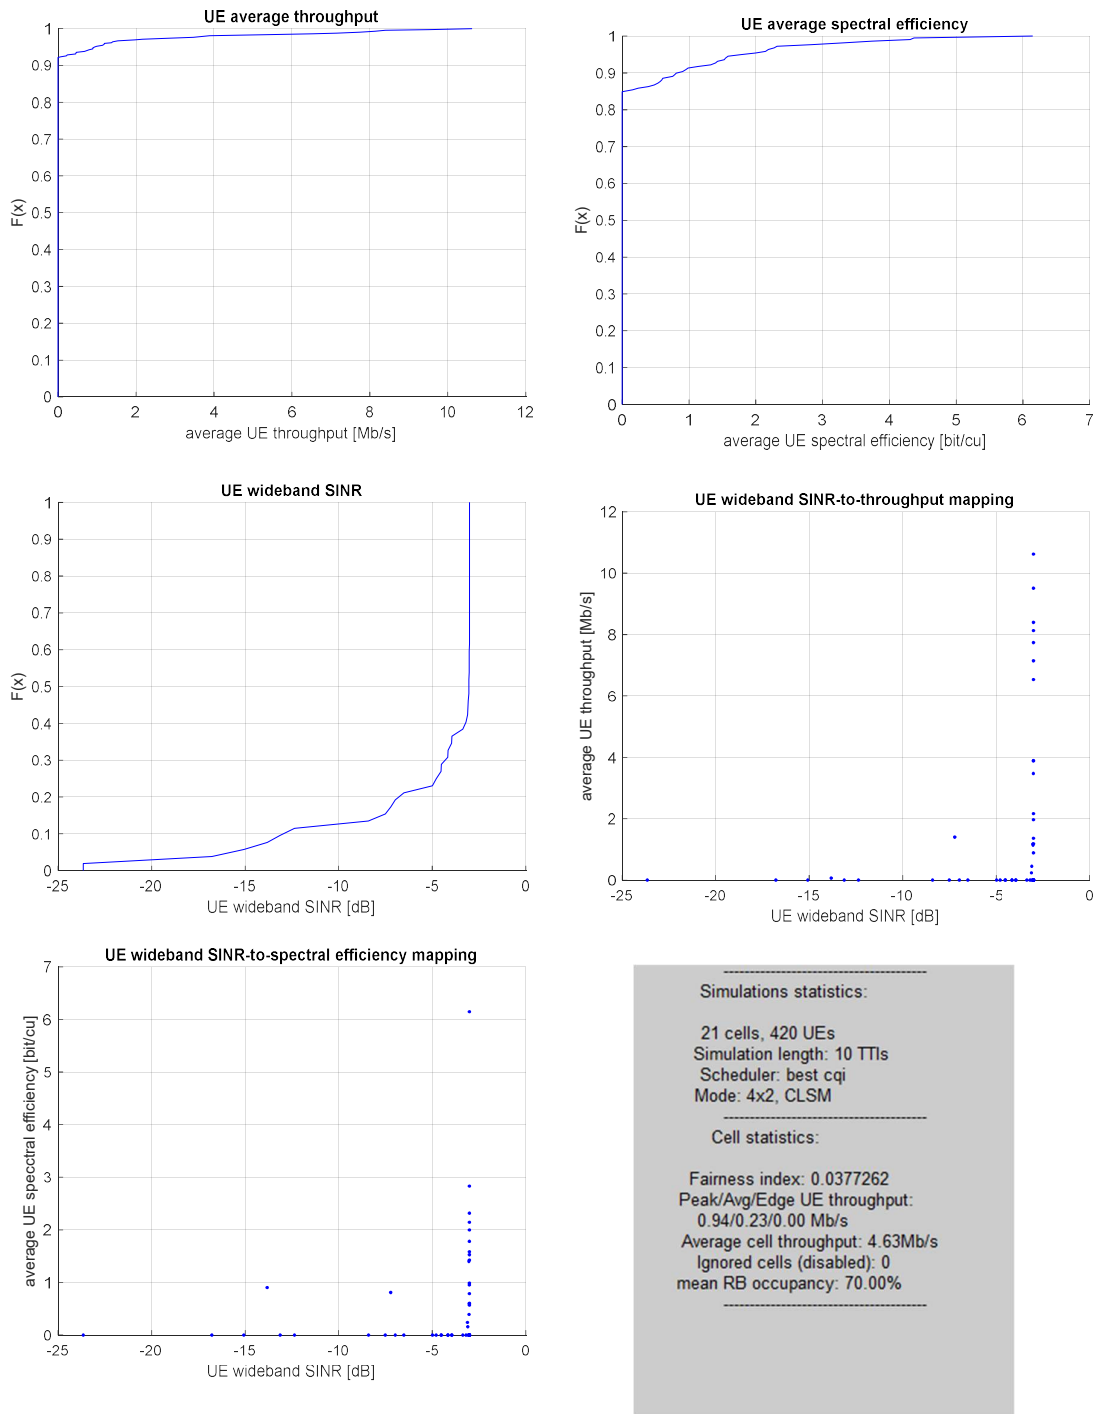 UE average throughput
1
0.9
0.8
0.7
0.6
0.5
0.4
0.3
0.2
0.1
0
F(x)
0 2 4 6 8 10 12
average UE throughput [Mb/s]
UE average spectral efficiency
1
0.9
0.8
0.7
0.6
0.5
0.4
0.3
0.2
0.1
0
F(x)
0 1 2 3 4 5 6 7
average UE spectral efficiency [bit/cu]
UE wideband SINR
1
0.9
0.8
0.7
0.6
0.5
0.4
0.3
0.2
0.1
0
F(x)
-25 -20 -15 -10 -5 0
UE wideband SINR [dB]
UE wideband SINR-to-throughput mapping
12
10
8
6
4
2
0
average UE throughput [Mb/s]
-25 -20 -15 -10 -5 0
UE wideband SINR [dB]
UE wideband SINR-to-spectral efficiency mapping
7
6
5
4
3
2
1
0
average UE specctral efficiency [bit/cu]
-25 -20 -15 -10 -5 0
UE wideband SINR [dB]
---------------------------------------
Simulations statistics:
21 cells, 420 UEs
Simulation length: 10 TTIs
Scheduler: best cqi
Mode: 4x2, CLSM
---------------------------------------
Cell statistics:
Fairness index: 0.0377262
Peak/Avg/Edge UE throughput:
0.94/0.23/0.00 Mb/s
Average cell throughput: 4.63Mb/s
Ignored cells (disabled): 0
mean RB occupancy: 70.00%
---------------------------------------